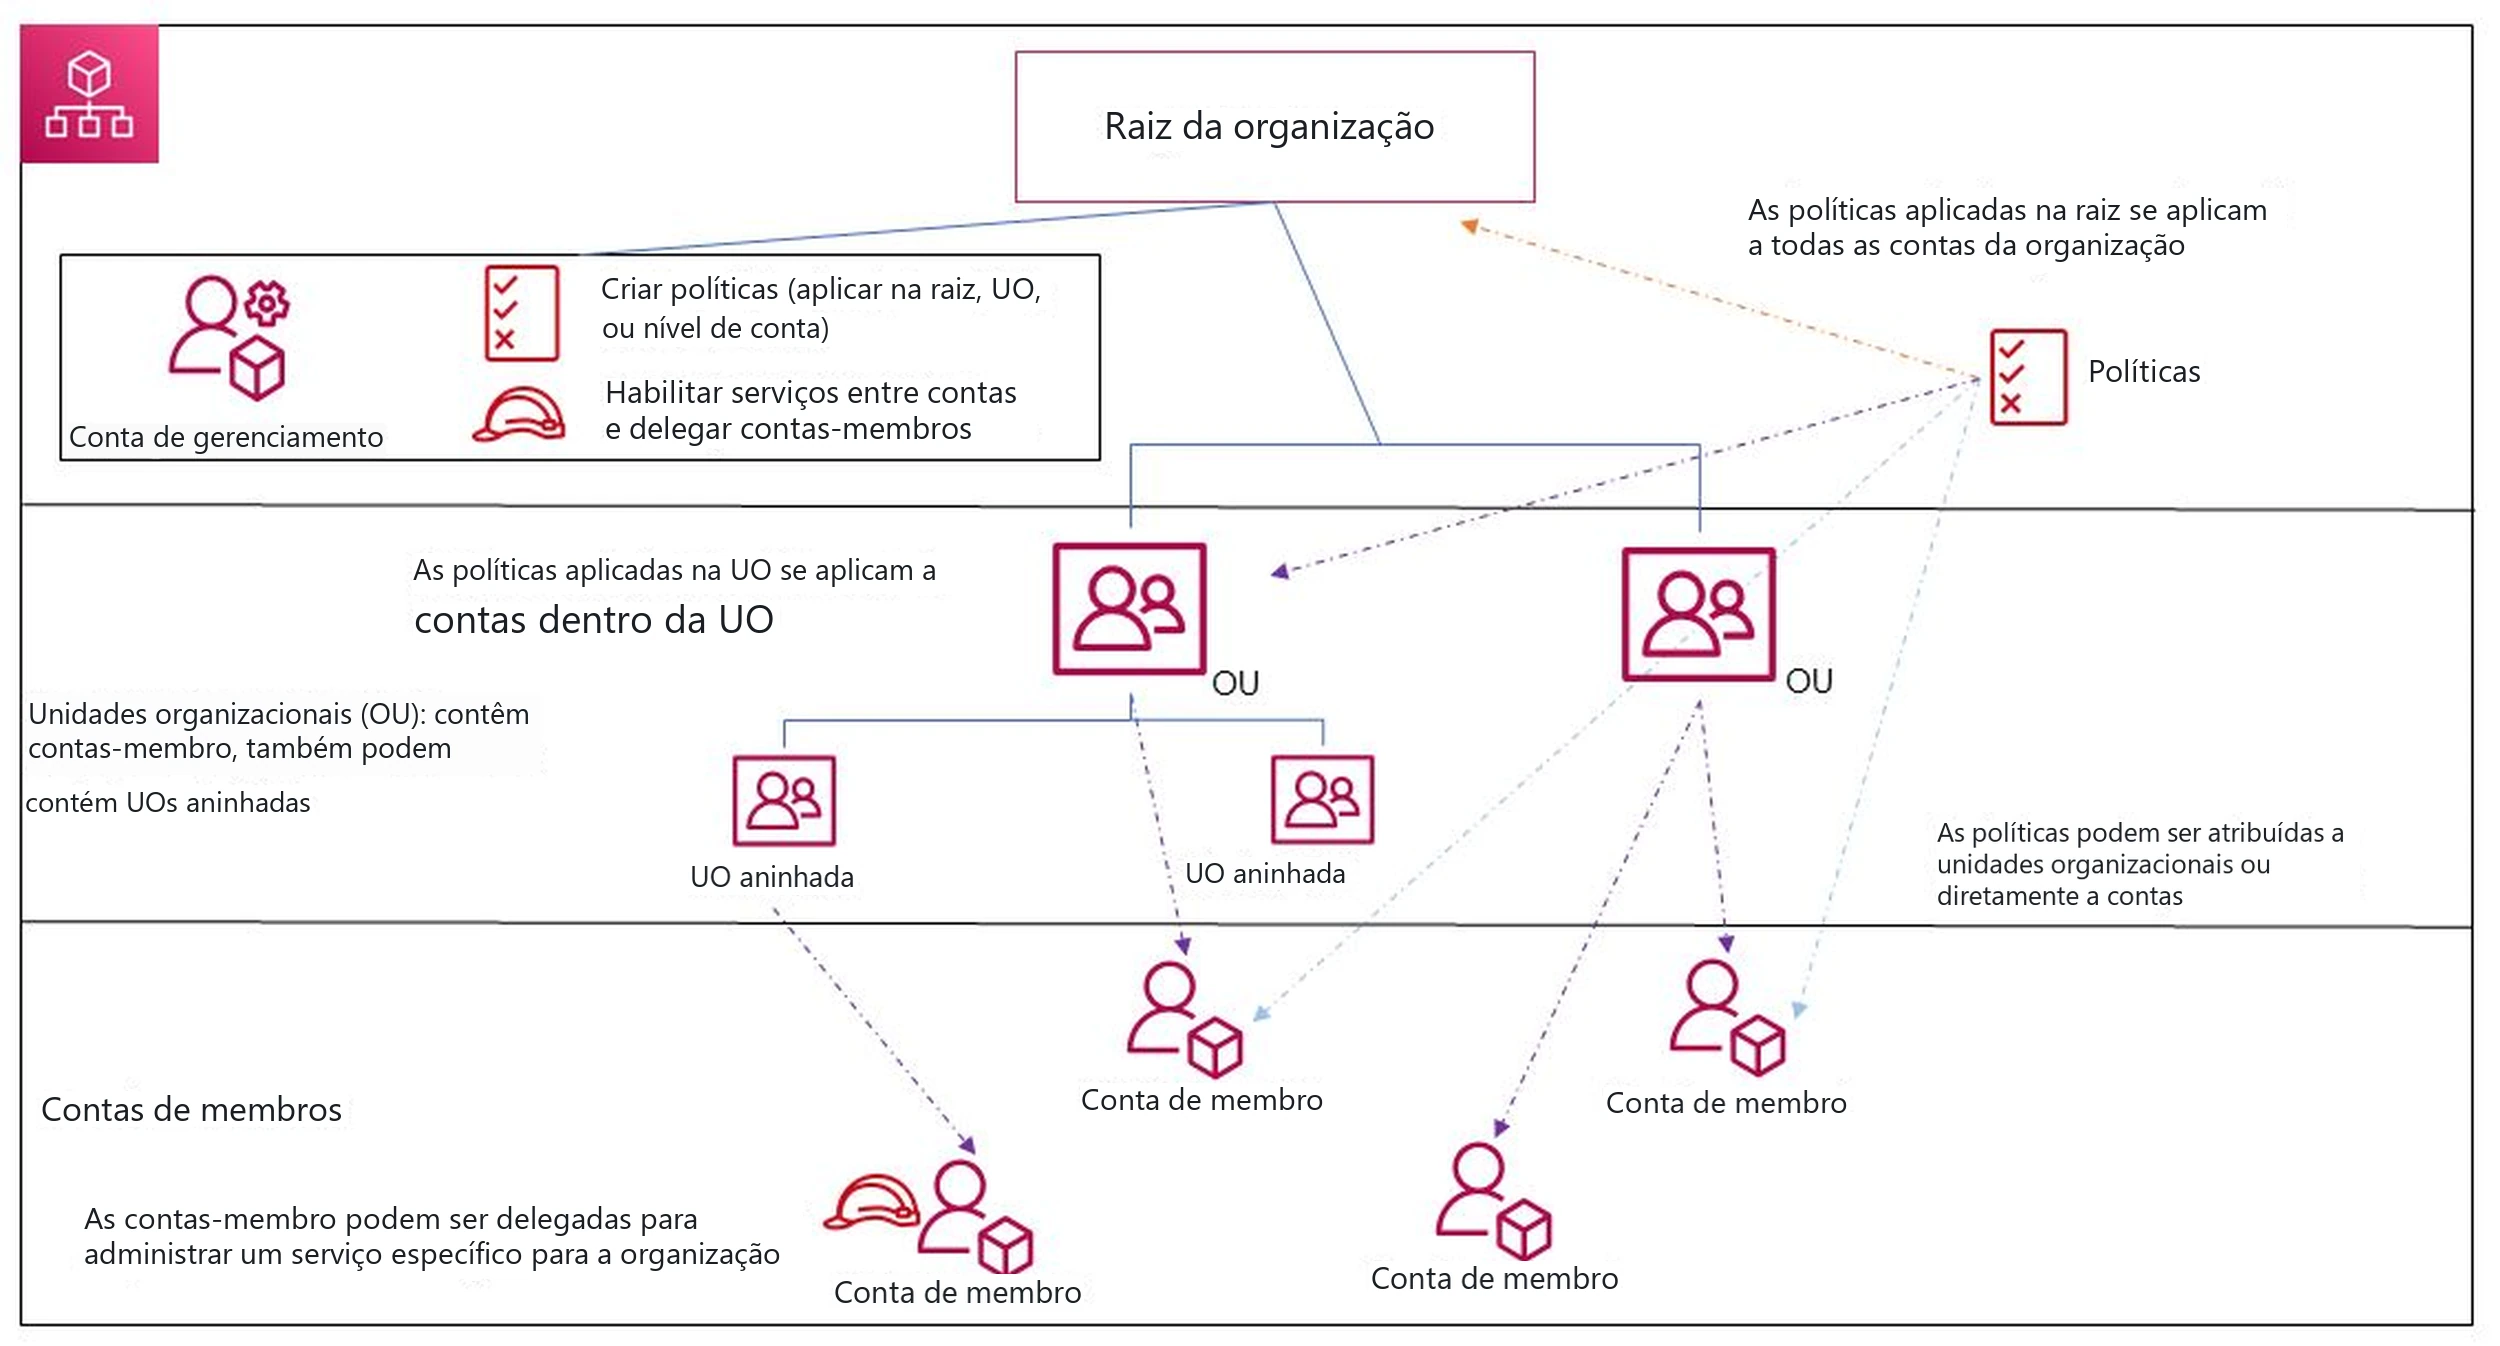 Raiz da organização
As políticas aplicadas na raiz se aplicam
a todas as contas da organização
Criar políticas (aplicar na raiz, UO,
ou nível de conta)
Habilitar serviços entre contas
e delegar contas-membros
Conta de gerenciamento
Políticas
As políticas aplicadas na UO se aplicam a
contas dentro da UO
OU
OU
Unidades organizacionais (OU): contêm
contas-membro, também podem
contém UOs aninhadas
UO aninhada
UO aninhada
As políticas podem ser atribuídas a
unidades organizacionais ou
diretamente a contas
Contas de membros
Conta de membro
Conta de membro
As contas-membro podem ser delegadas para
administrar um serviço específico para a organização
Conta de membro
Conta de membro